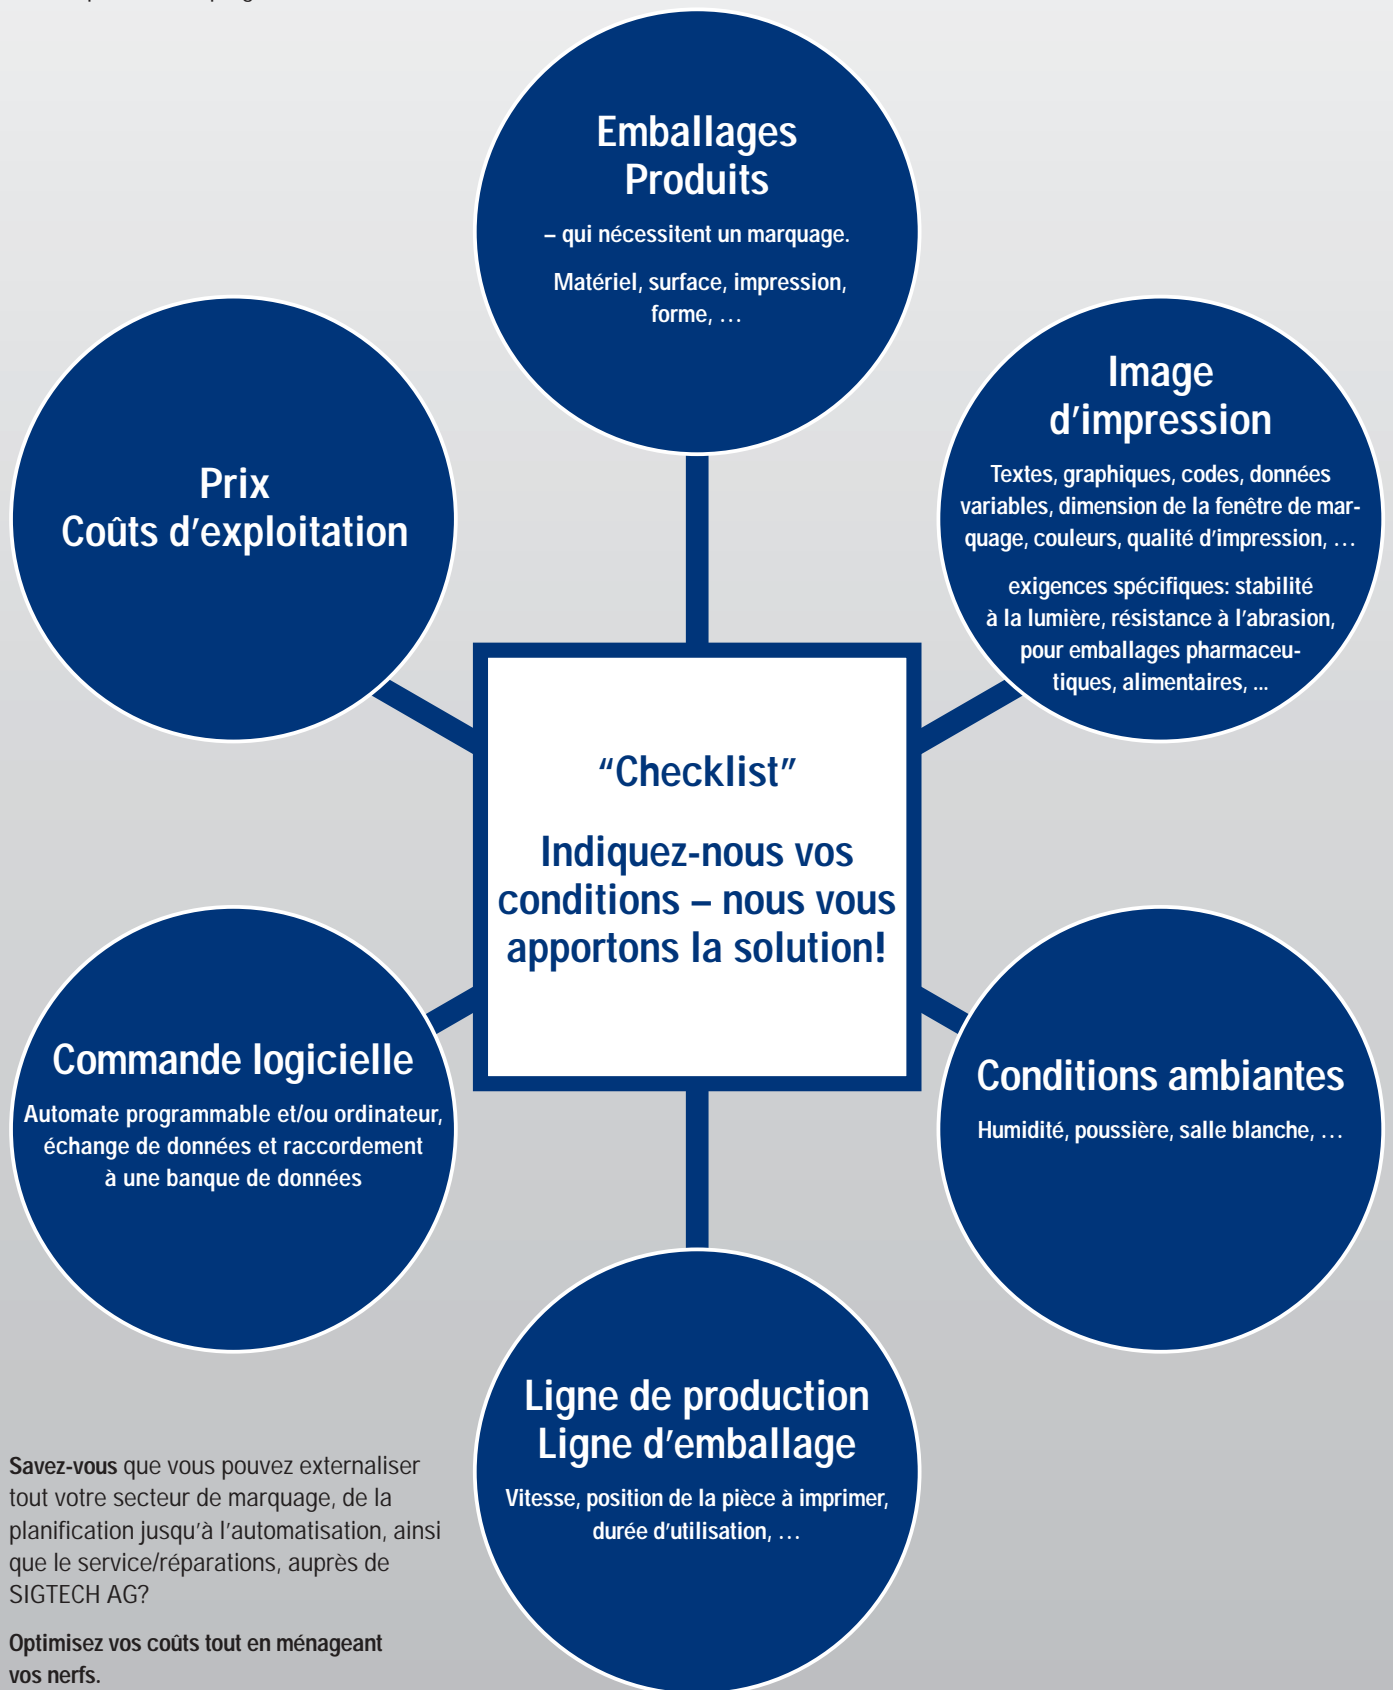 Emballages
Produits
– qui nécessitent un marquage.
Matériel, surface, impression,
forme, …
Image
d’impression
Textes, graphiques, codes, données
variables, dimension de la fenêtre de mar-
quage, couleurs, qualité d’impression, …
exigences spécifiques: stabilité
à la lumière, résistance à l’abrasion,
pour emballages pharmaceu-
tiques, alimentaires, ...
Prix
Coûts d’exploitation
“Checklist”
Indiquez-nous vos
conditions – nous vous
apportons la solution!
Commande logicielle
Automate programmable et/ou ordinateur,
échange de données et raccordement
à une banque de données
Conditions ambiantes
Humidité, poussière, salle blanche, …
Ligne de production
Ligne d’emballage
Vitesse, position de la pièce à imprimer,
durée d’utilisation, …
Savez-vous que vous pouvez externaliser
tout votre secteur de marquage, de la
planification jusqu’à l’automatisation, ainsi
que le service/réparations, auprès de
SIGTECH AG?
Optimisez vos coûts tout en ménageant
vos nerfs.